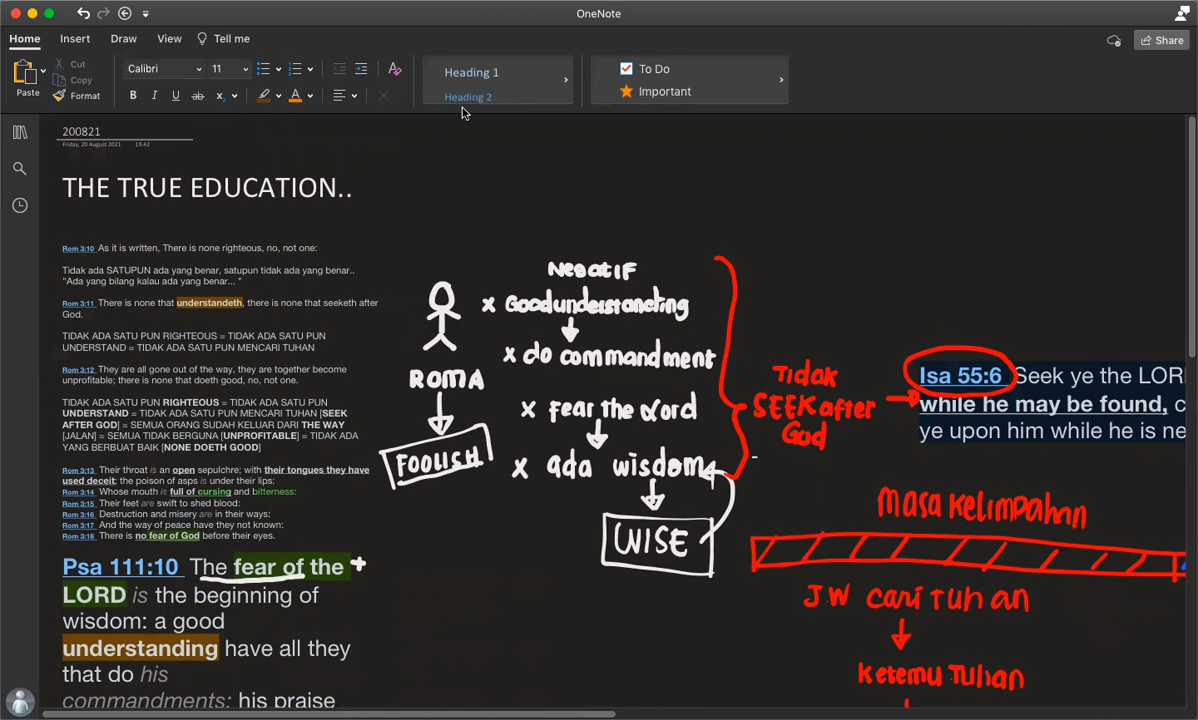 OneNote
Home
Insert
Draw
View
Tell me
Share
Paste
Cut
Copy
Format
Calibri
11
B I U ab x2
A
Heading 1
Heading 2
To Do
Important
200821
Friday, 20 August 2021 19.42
THE TRUE EDUCATION..
Rom 3:10 As it is written, There is none righteous, no, not one:
Tidak ada SATUPUN ada yang benar, satupun tidak ada yang benar..
"Ada yang bilang kalau ada yang benar... "
Rom 3:11 There is none that understandeth, there is none that seeketh after
God.
TIDAK ADA SATU PUN RIGHTEOUS = TIDAK ADA SATU PUN
UNDERSTAND = TIDAK ADA SATU PUN MENCARI TUHAN
Rom 3:12 They are all gone out of the way, they are together become
unprofitable; there is none that doeth good, no, not one.
TIDAK ADA SATU PUN RIGHTEOUS = TIDAK ADA SATU PUN
UNDERSTAND = TIDAK ADA SATU PUN MENCARI TUHAN [SEEK
AFTER GOD] = SEMUA ORANG SUDAH KELUAR DARI THE WAY
[JALAN] = SEMUA TIDAK BERGUNA [UNPROFITABLE] = TIDAK ADA
YANG BERBUAT BAIK [NONE DOETH GOOD]
Rom 3:13 Their throat is an open sepulchre; with their tongues they have
used deceit; the poison of asps is under their lips:
Rom 3:14 Whose mouth is full of cursing and bitterness:
Rom 3:15 Their feet are swift to shed blood:
Rom 3:16 Destruction and misery are in their ways:
Rom 3:17 And the way of peace have they not known:
Rom 3:18 There is no fear of God before their eyes.
Psa 111:10 The fear of the
LORD is the beginning of
wisdom: a good
understanding have all they
that do his
commandments: his praise
NEGATIF
x Good understanding
x do commandment
x fear the Lord
x ada wisdom
WISE
ROMA
FOOLISH
Tidak
SEEK after
God
Isa 55:6 Seek ye the LOR
while he may be found, c
ye upon him while he is ne
Masa Kelimpahan
JW cari Tuhan
Ketemu Tuhan